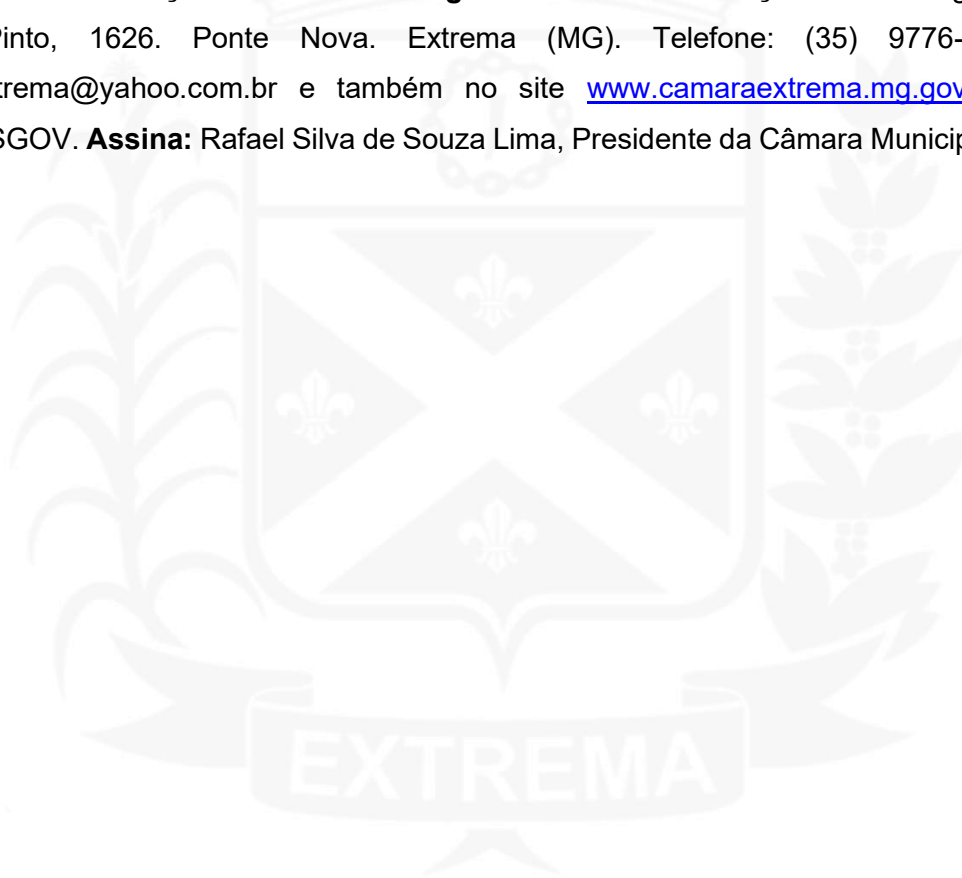 Pinto, 1626. Ponte Nova. Extrema (MG). Telefone: (35) 9776-
trema@yahoo.com.br e também no site www.camaraextrema.mg.gov
SGOV. Assina: Rafael Silva de Souza Lima, Presidente da Câmara Municip
EXTREMA